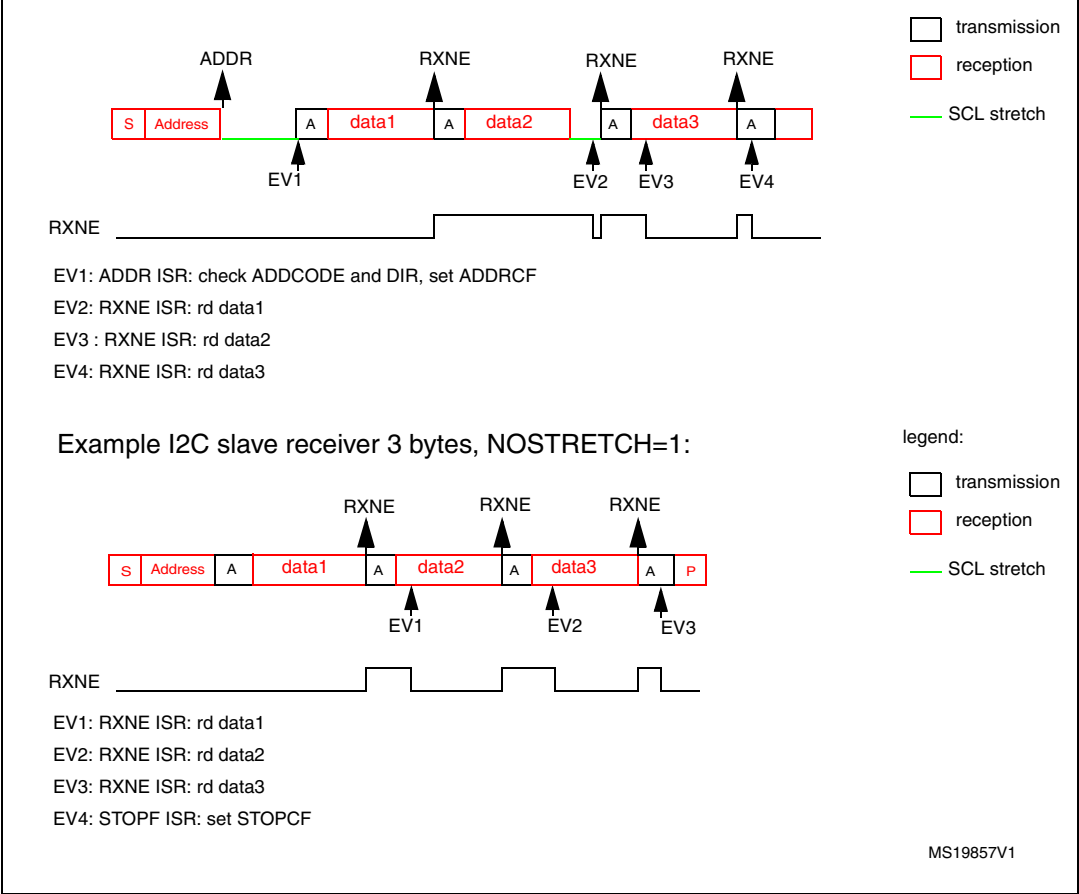 transmission
ADDR RXNE RXNE RXNE
reception
S Address A data1 A data2 A data3 A
SCL stretch
EV1 EV2 EV3 EV4
RXNE
EV1: ADDR ISR: check ADDCODE and DIR, set ADDRCF
EV2: RXNE ISR: rd data1
EV3 : RXNE ISR: rd data2
EV4: RXNE ISR: rd data3
Example I2C slave receiver 3 bytes, NOSTRETCH=1:
legend:
transmission
RXNE RXNE RXNE
reception
S Address A data1 A data2 A data3 A P
SCL stretch
EV1 EV2 EV3
RXNE
EV1: RXNE ISR: rd data1
EV2: RXNE ISR: rd data2
EV3: RXNE ISR: rd data3
EV4: STOPF ISR: set STOPCF
MS19857V1